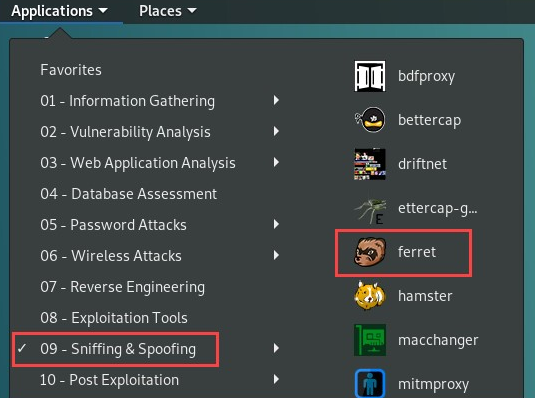 Applications Places
Favorites
01 - Information Gathering
02 - Vulnerability Analysis
03 - Web Application Analysis
04 - Database Assessment
05 - Password Attacks
06 - Wireless Attacks
07 - Reverse Engineering
08 - Exploitation Tools
✓ 09 - Sniffing & Spoofing
10 - Post Exploitation
bdfproxy
bettercap
driftnet
ettercap-g...
ferret
hamster
macchanger
mitmproxy